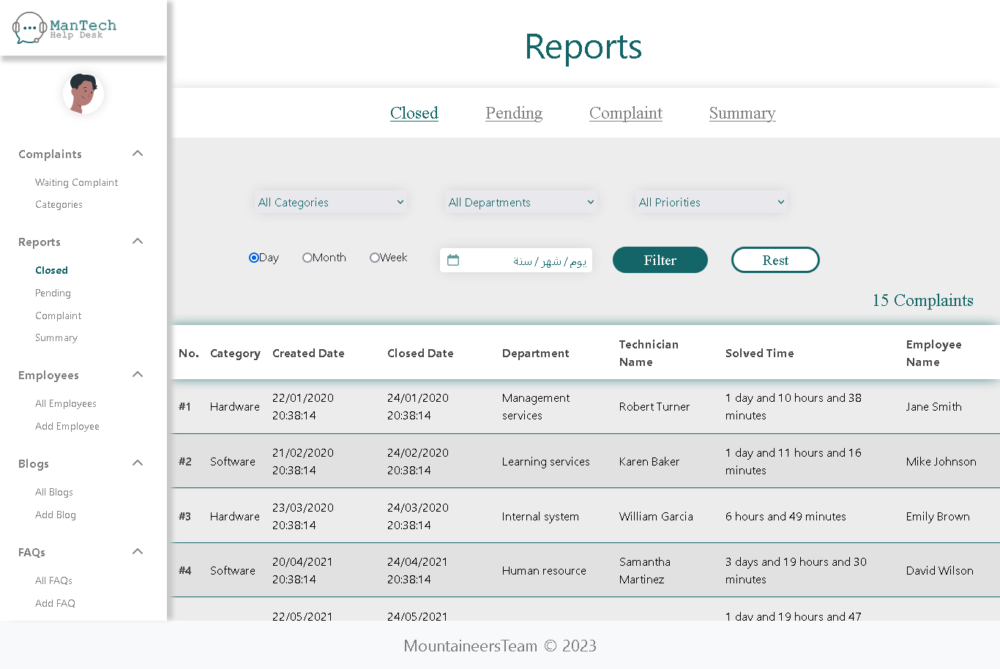 ManTech
Help Desk
Complaints
Waiting Complaint
Categories
Reports
Closed
Pending
Complaint
Summary
Employees
All Employees
Add Employee
Blogs
All Blogs
Add Blog
FAQs
All FAQs
Add FAQ
Reports
Closed Pending Complaint Summary
All Categories All Departments All Priorities
Day Month Week يوم / شهر / سنة Filter Rest
15 Complaints
No. Category Created Date Closed Date Department Technician Name Solved Time Employee Name
#1 Hardware 22/01/2020 20:38:14 24/01/2020 20:38:14 Management services Robert Turner 1 day and 10 hours and 38 minutes Jane Smith
#2 Software 21/02/2020 20:38:14 24/02/2020 20:38:14 Learning services Karen Baker 1 day and 11 hours and 16 minutes Mike Johnson
#3 Hardware 23/03/2020 20:38:14 24/03/2020 20:38:14 Internal system William Garcia 6 hours and 49 minutes Emily Brown
#4 Software 20/04/2021 20:38:14 24/04/2021 20:38:14 Human resource Samantha Martinez 3 days and 19 hours and 30 minutes David Wilson
22/05/2021 24/05/2021 1 day and 19 hours and 47
MountaineersTeam © 2023